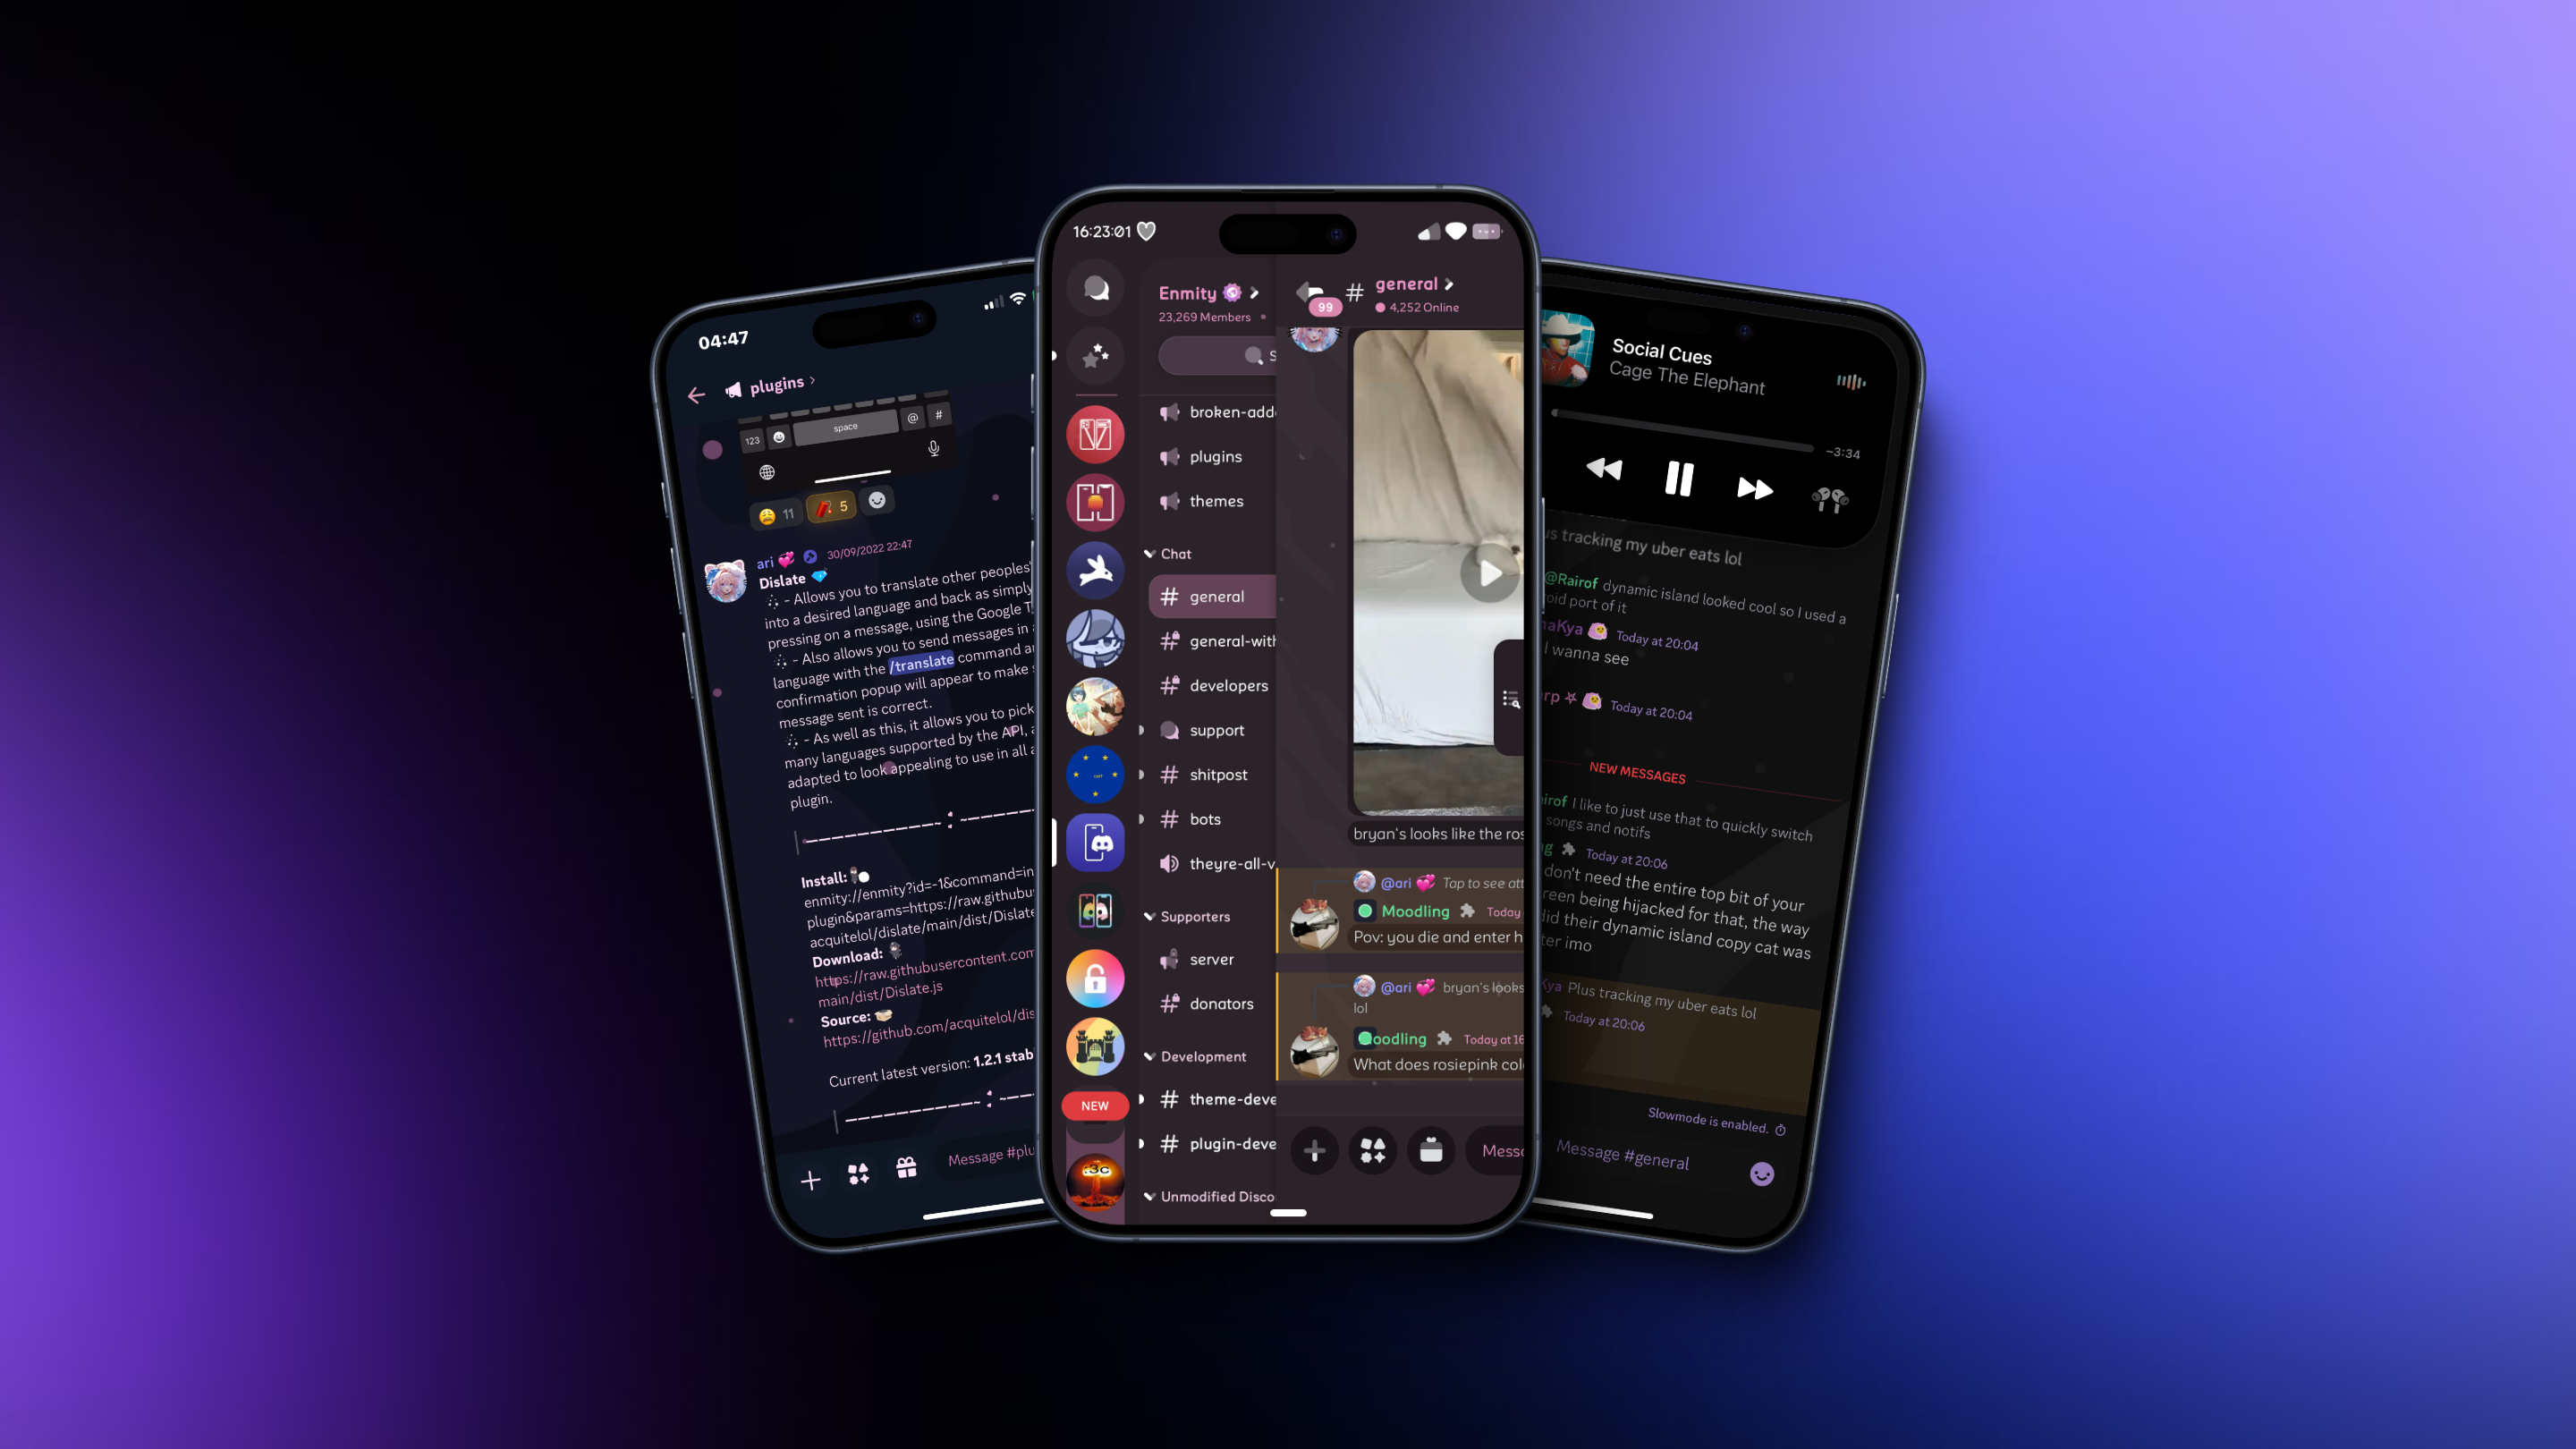 04:47
plugins
123
space
@
#
11
5
ari 30/09/2022 22:47
Dislate
- Allows you to translate other peoples'
into a desired language and back as simply
pressing on a message, using the Google T
- Also allows you to send messages in
language with the /translate command
confirmation popup will appear to make
message sent is correct.
- As well as this, it allows you to pick
many languages supported by the API,
adapted to look appealing to use in all
plugin.
Install:
enmity://enmity?id=-1&command=in
plugin&params=https://raw.githubus
acquitelol/dislate/main/dist/Dislate
Download:
https://raw.githubusercontent.com
main/dist/Dislate.js
Source:
https://github.com/acquitelol/dis
Current latest version: 1.2.1 stab
Message #plu
16:23:01
Enmity
23,269 Members
S
broken-add
plugins
themes
Chat
general
general-with
developers
support
shitpost
bots
theyre-all-v
Supporters
server
donators
Development
theme-deve
plugin-deve
Unmodified Disco
NEW
.3c
99
# general
4,252 Online
bryan's looks like the ros
@ari Tap to see att
Moodling Today
Pov: you die and enter h
@ari bryan's looks
lol
oodling Today at 16
What does rosiepink col
Mess
Social Cues
Cage The Elephant
-3:34
us tracking my uber eats lol
@Rairof dynamic island looked cool so I used a
roid port of it
aKya Today at 20:04
I wanna see
rp Today at 20:04
NEW MESSAGES
irof I like to just use that to quickly switch
songs and notifs
g Today at 20:06
don't need the entire top bit of your
reen being hijacked for that, the way
did their dynamic island copy cat was
ter imo
Kya Plus tracking my uber eats lol
Today at 20:06
Slowmode is enabled.
Message #general